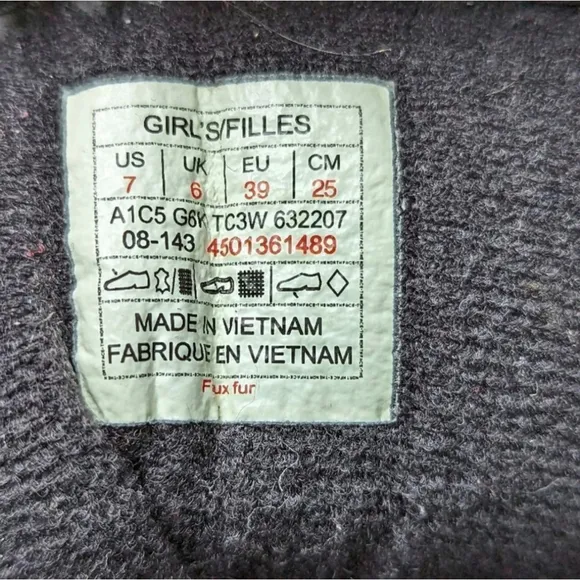 GIRL'S/FILLES
US UK EU CM
7 6 39 25
A1C5 G6K TC3W 632207
08-143 4501361489
MADE IN VIETNAM
FABRIQUE EN VIETNAM
Faux fur